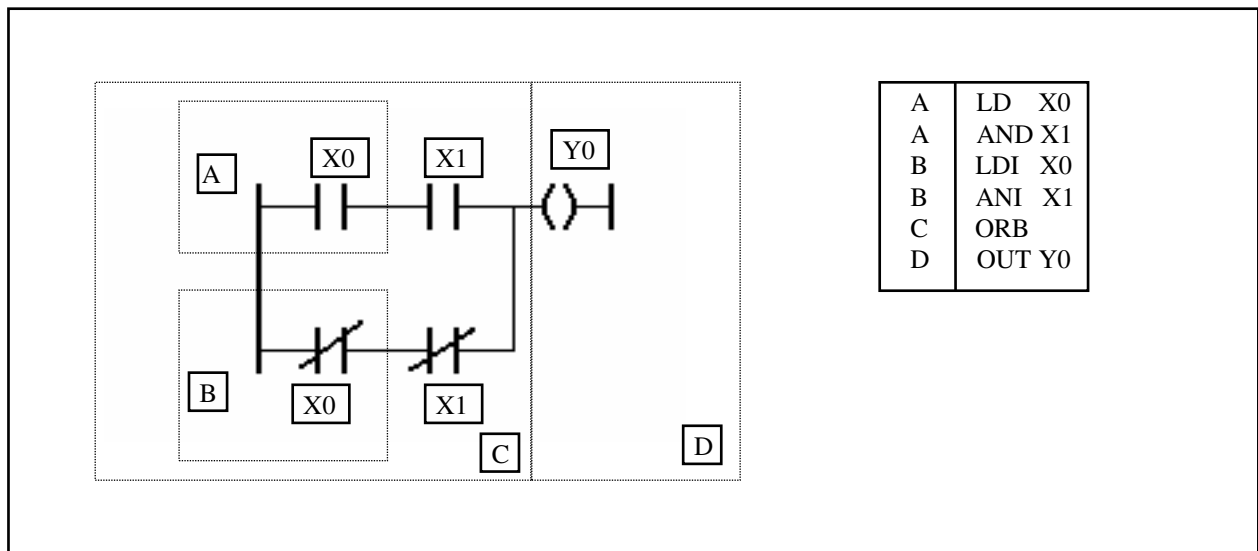 X0
X1
Y0
A
B
X0
X1
C
D
A LD X0
A AND X1
B LDI X0
B ANI X1
C ORB
D OUT Y0